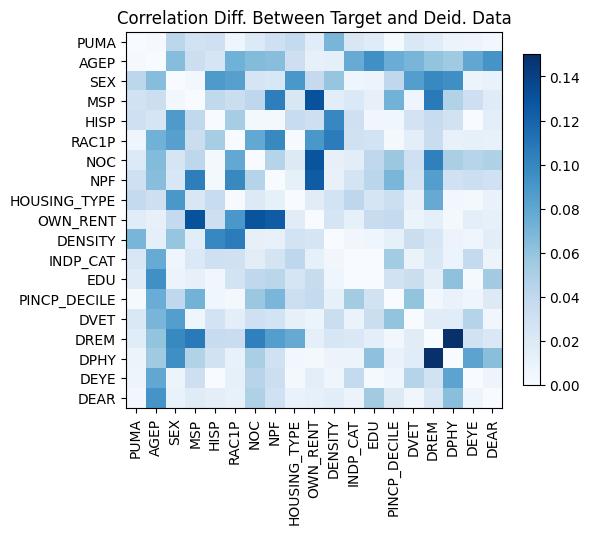 Correlation Diff. Between Target and Deid. Data
PUMA
AGEP
SEX
MSP
HISP
RAC1P
NOC
NPF
HOUSING_TYPE
OWN_RENT
DENSITY
INDP_CAT
EDU
PINCP_DECILE
DVET
DREM
DPHY
DEYE
DEAR
PUMA
AGEP
SEX
MSP
HISP
RAC1P
NOC
NPF
HOUSING_TYPE
OWN_RENT
DENSITY
INDP_CAT
EDU
PINCP_DECILE
DVET
DREM
DPHY
DEYE
DEAR
0.14
0.12
0.10
0.08
0.06
0.04
0.02
0.00